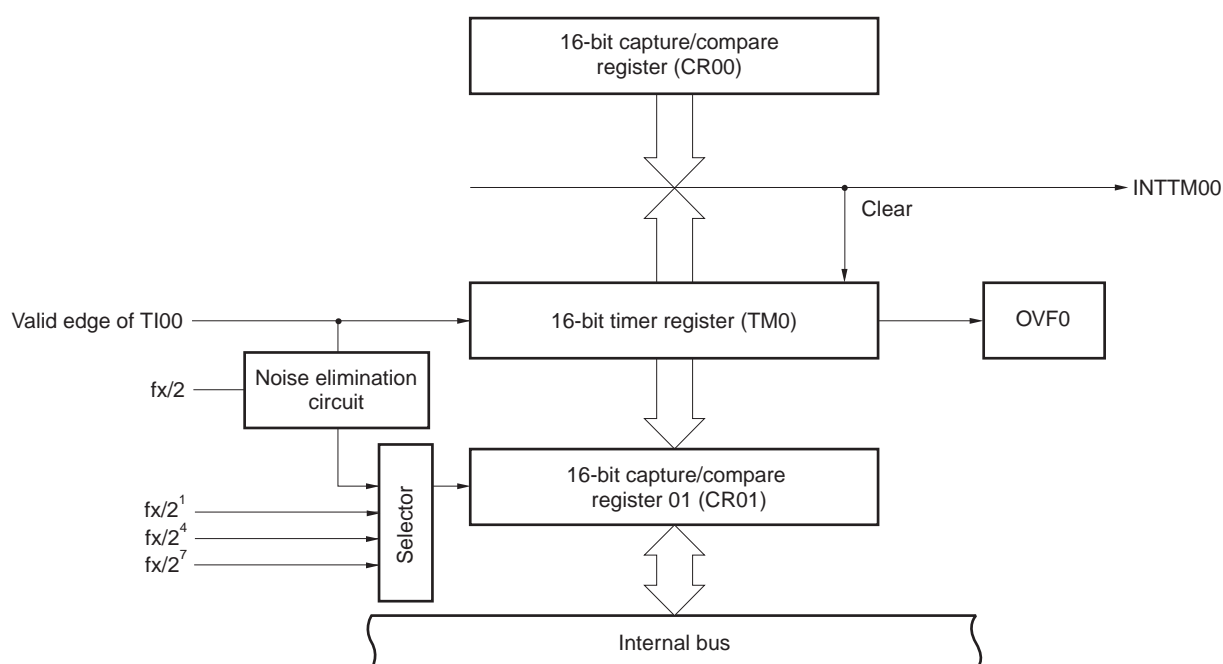 16-bit capture/compare
register (CR00)
INTTM00
Clear
Valid edge of TI00
16-bit timer register (TM0)
OVF0
fx/2
Noise elimination
circuit
Selector
16-bit capture/compare
register 01 (CR01)
fx/2¹
fx/2⁴
fx/2⁷
Internal bus